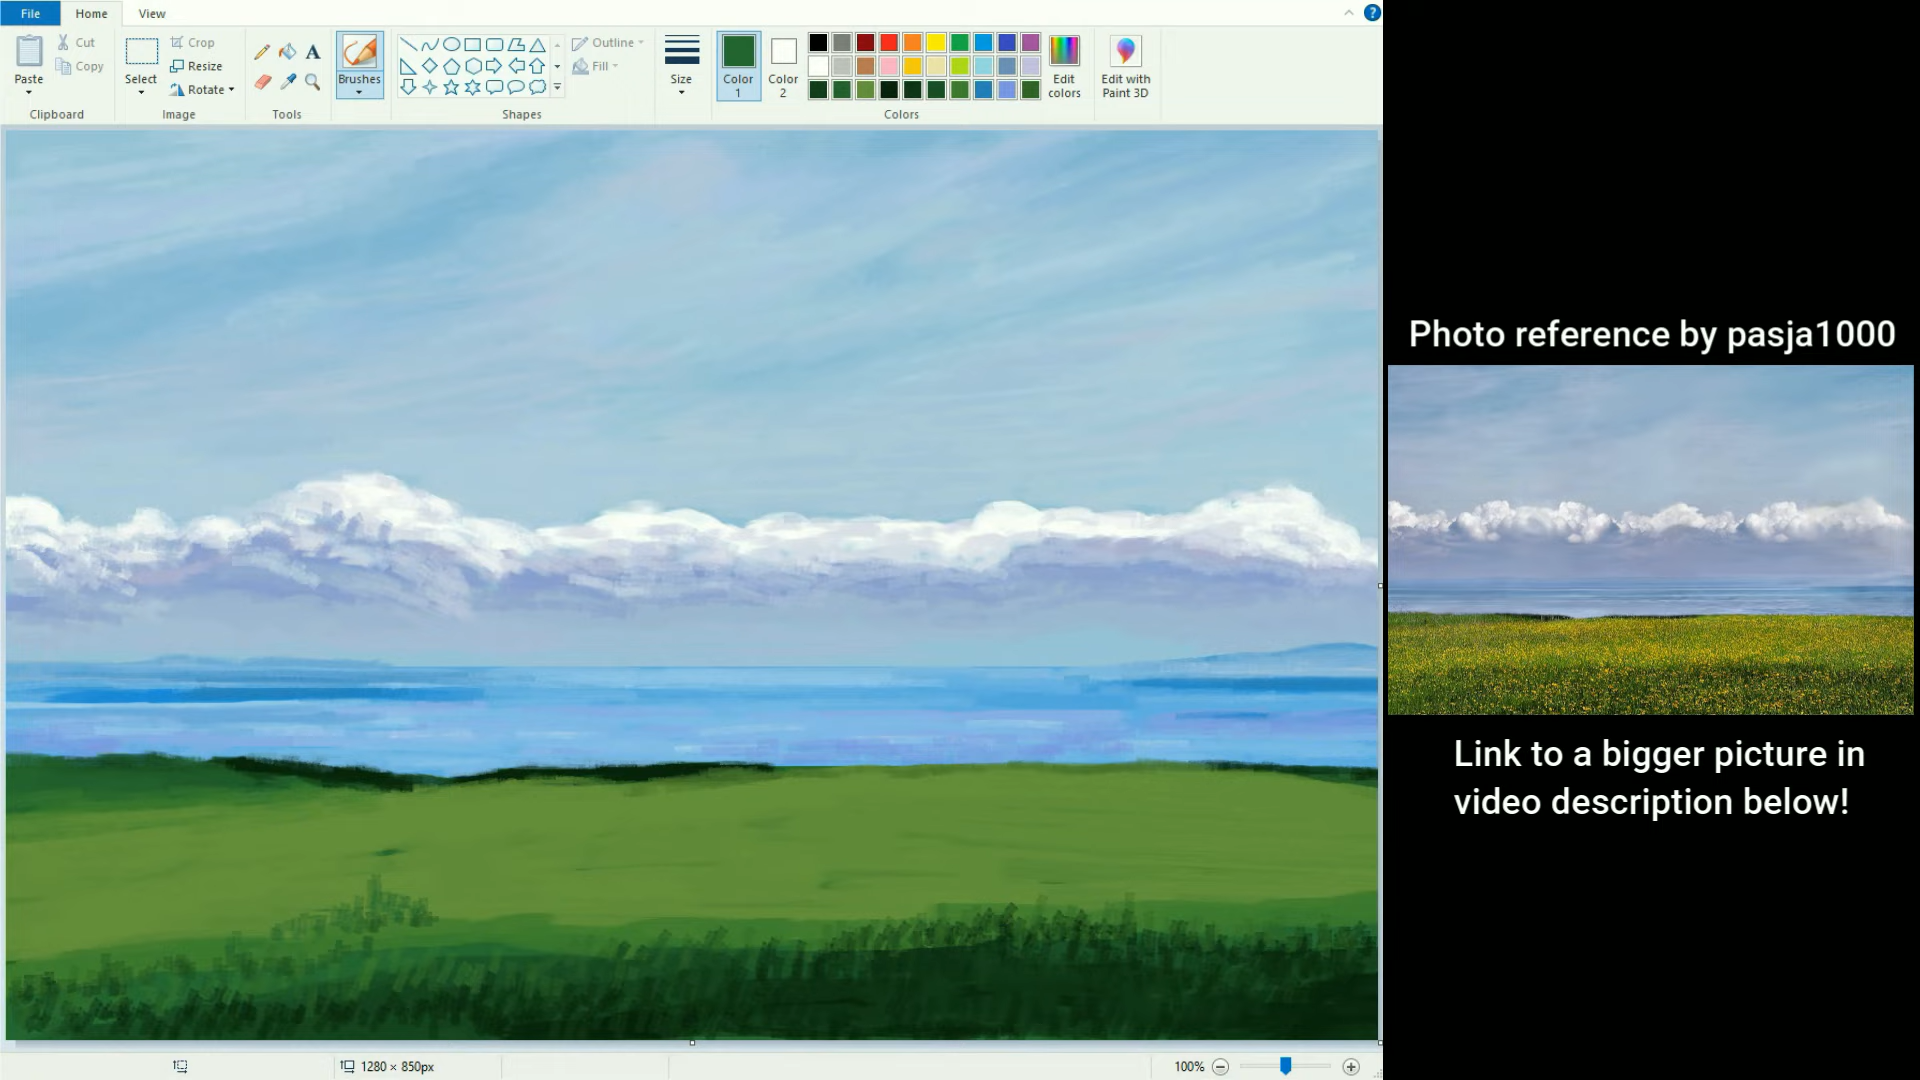 File Home View
Paste
Cut
Copy
Clipboard
Select
Crop
Resize
Rotate
Image
A
Tools
Brushes
Outline
Fill
Shapes
Size
Color 1
Color 2
Edit colors
Colors
Edit with Paint 3D
?
Photo reference by pasja1000
Link to a bigger picture in
video description below!
1280 × 850px
100%